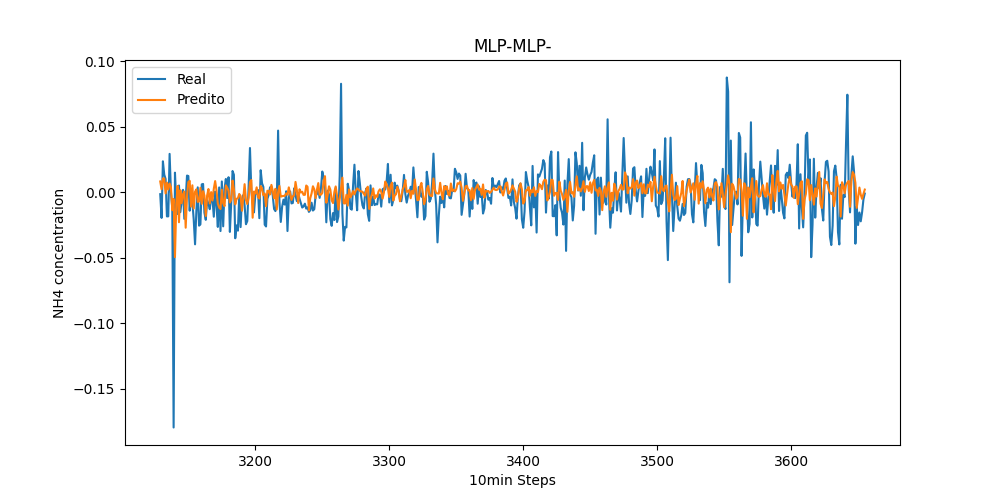 MLP-MLP-
Real
Predito
NH4 concentration
0.10
0.05
0.00
−0.05
−0.10
−0.15
3200 3300 3400 3500 3600
10min Steps